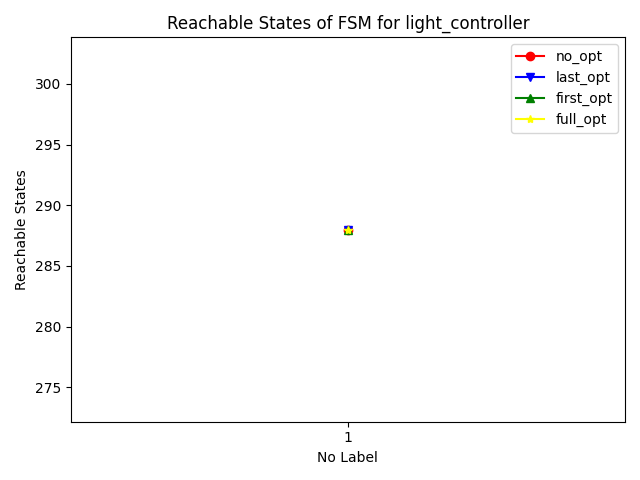 Reachable States of FSM for light_controller
no_opt
last_opt
first_opt
full_opt
300
295
290
285
280
275
Reachable States
1
No Label